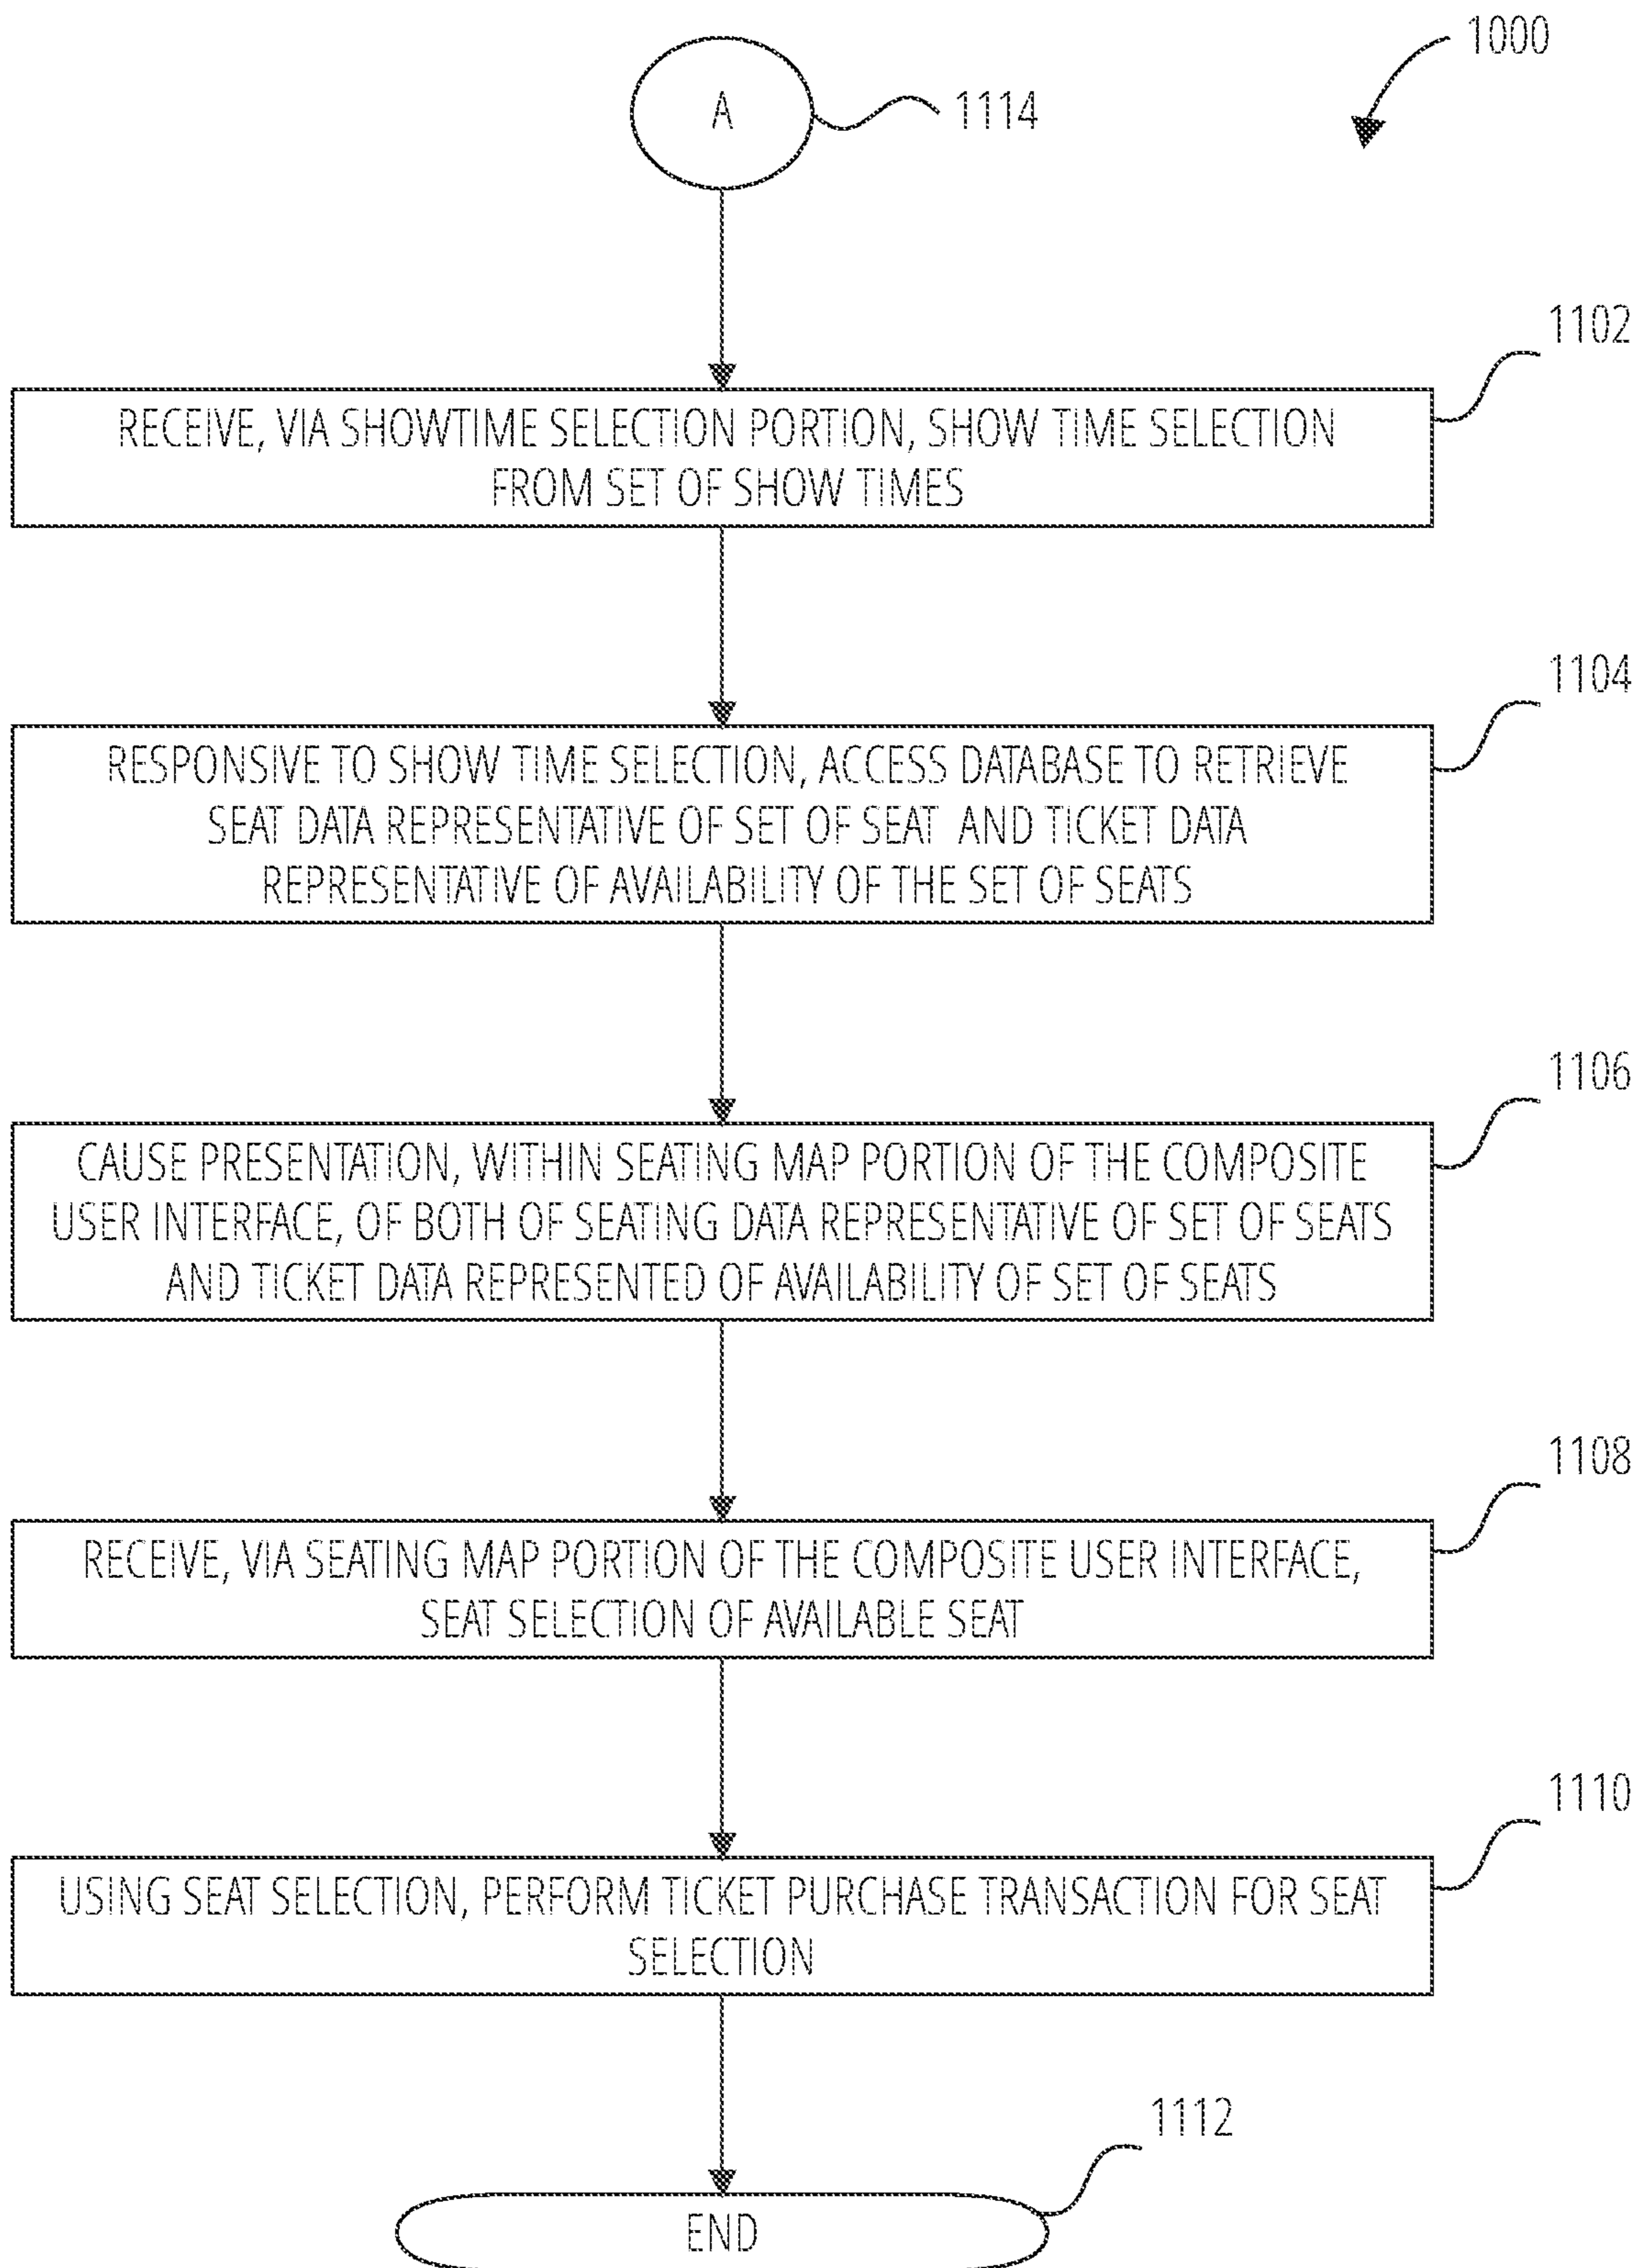 1000
A
1114
1102
RECEIVE, VIA SHOWTIME SELECTION PORTION, SHOW TIME SELECTION
FROM SET OF SHOW TIMES
1104
RESPONSIVE TO SHOW TIME SELECTION, ACCESS DATABASE TO RETRIEVE
SEAT DATA REPRESENTATIVE OF SET OF SEAT AND TICKET DATA
REPRESENTATIVE OF AVAILABILITY OF THE SET OF SEATS
1106
CAUSE PRESENTATION, WITHIN SEATING MAP PORTION OF THE COMPOSITE
USER INTERFACE, OF BOTH OF SEATING DATA REPRESENTATIVE OF SET OF SEATS
AND TICKET DATA REPRESENTED OF AVAILABILITY OF SET OF SEATS
1108
RECEIVE, VIA SEATING MAP PORTION OF THE COMPOSITE USER INTERFACE,
SEAT SELECTION OF AVAILABLE SEAT
1110
USING SEAT SELECTION, PERFORM TICKET PURCHASE TRANSACTION FOR SEAT
SELECTION
1112
END